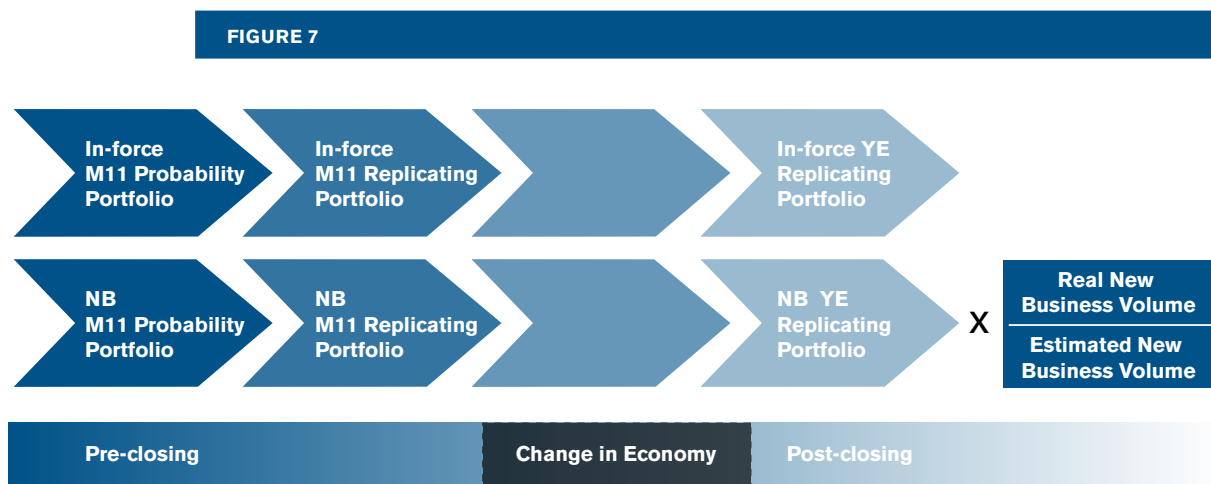 FIGURE 7
In-force
M11 Probability
Portfolio
In-force
M11 Replicating
Portfolio
In-force YE
Replicating
Portfolio
NB
M11 Probability
Portfolio
NB
M11 Replicating
Portfolio
NB YE
Replicating
Portfolio
X
Real New
Business Volume
Estimated New
Business Volume
Pre-closing
Change in Economy
Post-closing